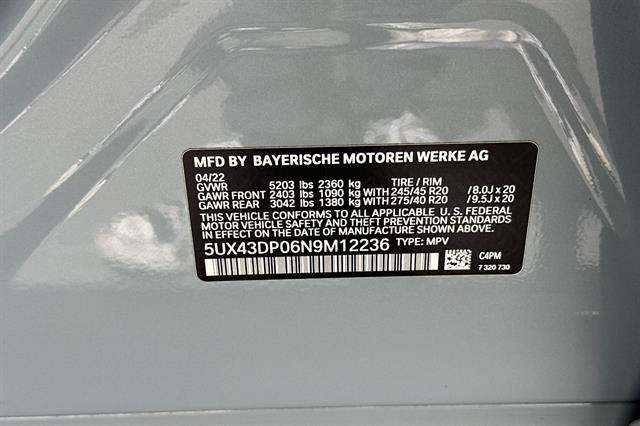 MFD BY BAYERISCHE MOTOREN WERKE AG
04/22
GVWR 5203 lbs 2360 kg TIRE / RIM
GAWR FRONT 2403 lbs 1090 kg WITH 245/45 R20 /8.0J x 20
GAWR REAR 3042 lbs 1380 kg WITH 275/40 R20 /9.5J x 20
THIS VEHICLE CONFORMS TO ALL APPLICABLE U. S. FEDERAL
MOTOR VEHICLE SAFETY AND THEFT PREVENTION STANDARDS
IN EFFECT ON THE DATE OF MANUFACTURE SHOWN ABOVE.
5UX43DP06N9M12236 TYPE: MPV
C4PM
7 320 730